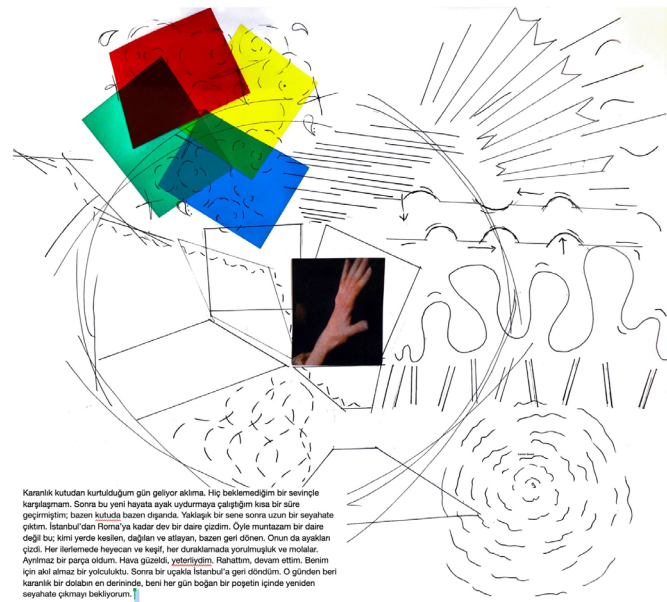 Karanlık kutudan kurtulduğum gün geliyor aklıma. Hiç beklemediğim bir sevinçle
karşılaşmam. Sonra bu yeni hayata ayak uydurmaya çalıştığım kısa bir süre
geçirmiştim; bazen kutuda bazen dışarıda. Yaklaşık bir sene sonra uzun bir seyahate
çıktım. İstanbul'dan Roma'ya kadar dev bir daire çizdim. Öyle muntazam bir daire
değil bu; kimi yerde kesilen, dağılan ve atlayan, bazen geri dönen. Onun da ayakları
çizdi. Her ilerlemede heyecan ve keşif, her duraklamada yorulmuşluk ve molalar.
Ayrılmaz bir parça oldum. Hava güzeldi, yeterliydim. Rahattım, devam ettim. Benim
için akıl almaz bir yolculuktu. Sonra bir uçakla İstanbul'a geri döndüm. O günden beri
karanlık bir dolabın en derininde, beni her gün boğan bir poşetin içinde yeniden
seyahate çıkmayı bekliyorum.